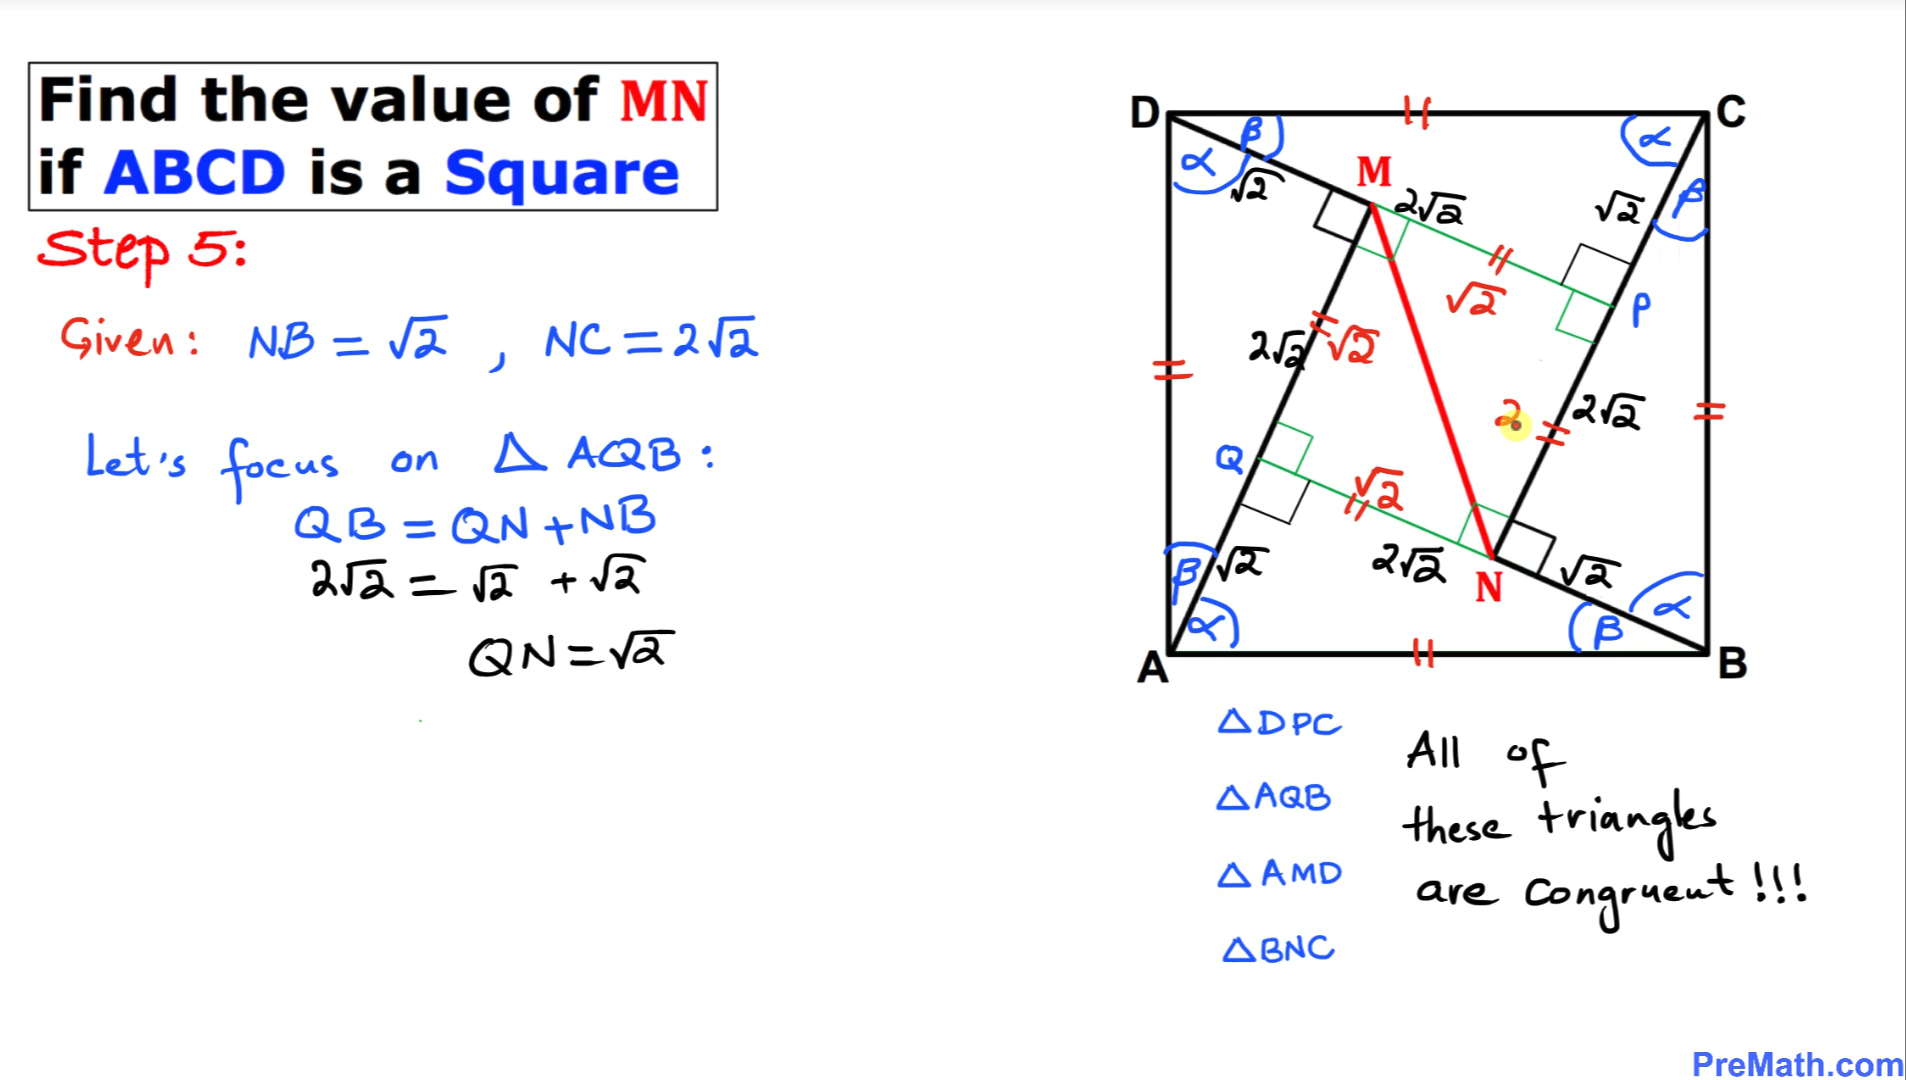 Find the value of MN
if ABCD is a Square
Step 5:
Given: NB = √2 , NC = 2√2
Let's focus on △ AQB:
QB = QN + NB
2√2 = √2 + √2
QN = √2
D
β
α
√2
M
2√2
C
α
β
√2
√2
P
2√2
√2
2
2√2
Q
√2
β
√2
α
2√2
N
√2
β
α
A
B
△DPC
△AQB
△AMD
△BNC
All of
these triangles
are congruent!!!
PreMath.com